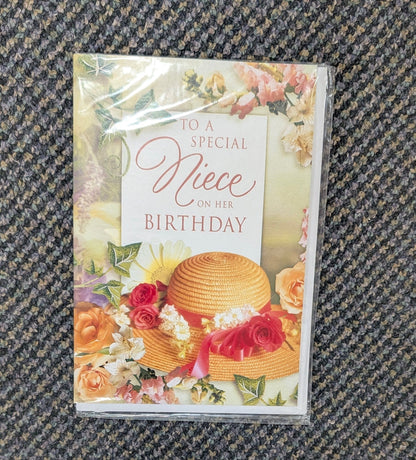 TO A
SPECIAL
Niece
ON HER
BIRTHDAY